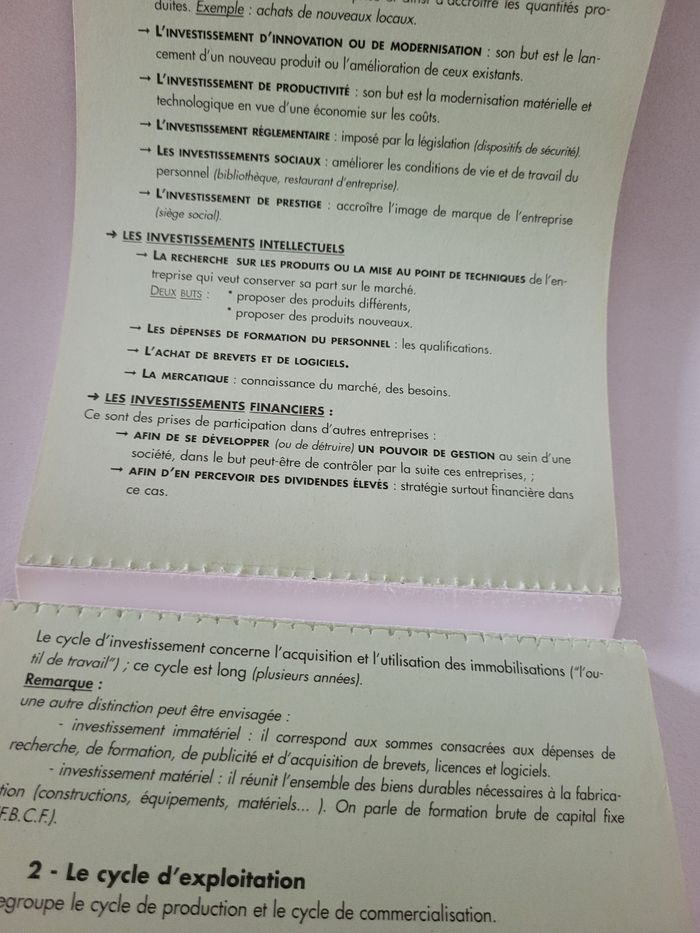 duites. Exemple : achats de nouveaux locaux.
→ L'INVESTISSEMENT D'INNOVATION OU DE MODERNISATION : son but est le lan-
cement d'un nouveau produit ou l'amélioration de ceux existants.
→ L'INVESTISSEMENT DE PRODUCTIVITÉ : son but est la modernisation matérielle et
technologique en vue d'une économie sur les coûts.
→ L'INVESTISSEMENT RÉGLEMENTAIRE : imposé par la législation (dispositifs de sécurité).
→ LES INVESTISSEMENTS SOCIAUX : améliorer les conditions de vie et de travail du
personnel (bibliothèque, restaurant d'entreprise).
→ L'INVESTISSEMENT DE PRESTIGE : accroître l'image de marque de l'entreprise
(siège social).
➔ LES INVESTISSEMENTS INTELLECTUELS
→ LA RECHERCHE SUR LES PRODUITS OU LA MISE AU POINT DE TECHNIQUES de l'en-
treprise qui veut conserver sa part sur le marché.
DEUX BUTS : * proposer des produits différents,
* proposer des produits nouveaux.
→ LES DÉPENSES DE FORMATION DU PERSONNEL : les qualifications.
→ L'ACHAT DE BREVETS ET DE LOGICIELS.
→ LA MERCATIQUE : connaissance du marché, des besoins.
➔ LES INVESTISSEMENTS FINANCIERS :
Ce sont des prises de participation dans d'autres entreprises :
→ AFIN DE SE DÉVELOPPER (ou de détruire) UN POUVOIR DE GESTION au sein d'une
société, dans le but peut-être de contrôler par la suite ces entreprises, ;
→ AFIN D'EN PERCEVOIR DES DIVIDENDES ÉLEVÉS : stratégie surtout financière dans
ce cas.
Le cycle d'investissement concerne l'acquisition et l'utilisation des immobilisations ("l'ou-
til de travail") ; ce cycle est long (plusieurs années).
Remarque :
une autre distinction peut être envisagée :
- investissement immatériel : il correspond aux sommes consacrées aux dépenses de
recherche, de formation, de publicité et d'acquisition de brevets, licences et logiciels.
- investissement matériel : il réunit l'ensemble des biens durables nécessaires à la fabrica-
tion (constructions, équipements, matériels... ). On parle de formation brute de capital fixe
F.B.C.F.).
2 - Le cycle d'exploitation
egroupe le cycle de production et le cycle de commercialisation.